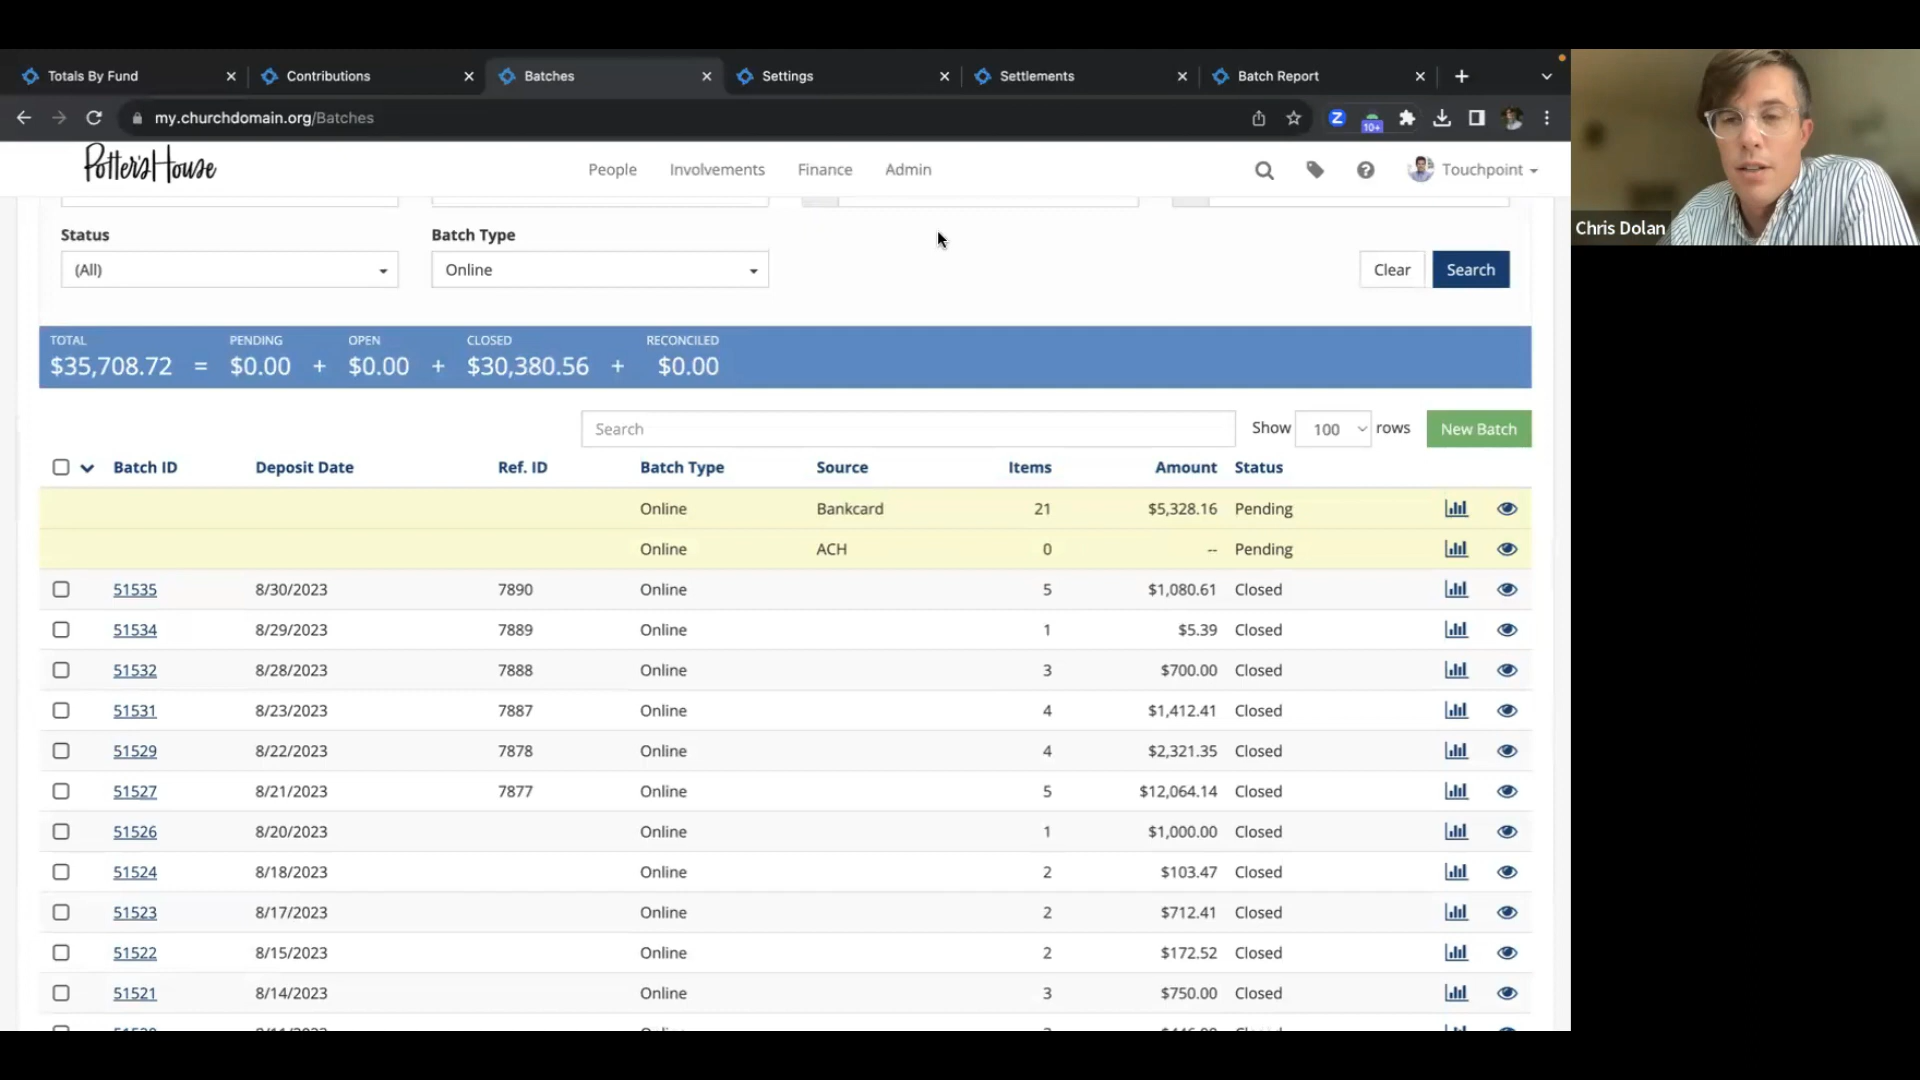 Totals By Fund
Contributions
Batches
Settings
Settlements
Batch Report
my.churchdomain.org/Batches
Z
10+
Potter's House
People
Involvements
Finance
Admin
Touchpoint
Chris Dolan
Status
Batch Type
(All)
Online
Clear
Search
TOTAL PENDING OPEN CLOSED RECONCILED
$35,708.72 = $0.00 + $0.00 + $30,380.56 + $0.00
Search
Show 100 rows
New Batch
Batch ID Deposit Date Ref. ID Batch Type Source Items Amount Status
Online Bankcard 21 $5,328.16 Pending
Online ACH 0 -- Pending
51535 8/30/2023 7890 Online 5 $1,080.61 Closed
51534 8/29/2023 7889 Online 1 $5.39 Closed
51532 8/28/2023 7888 Online 3 $700.00 Closed
51531 8/23/2023 7887 Online 4 $1,412.41 Closed
51529 8/22/2023 7878 Online 4 $2,321.35 Closed
51527 8/21/2023 7877 Online 5 $12,064.14 Closed
51526 8/20/2023 Online 1 $1,000.00 Closed
51524 8/18/2023 Online 2 $103.47 Closed
51523 8/17/2023 Online 2 $712.41 Closed
51522 8/15/2023 Online 2 $172.52 Closed
51521 8/14/2023 Online 3 $750.00 Closed